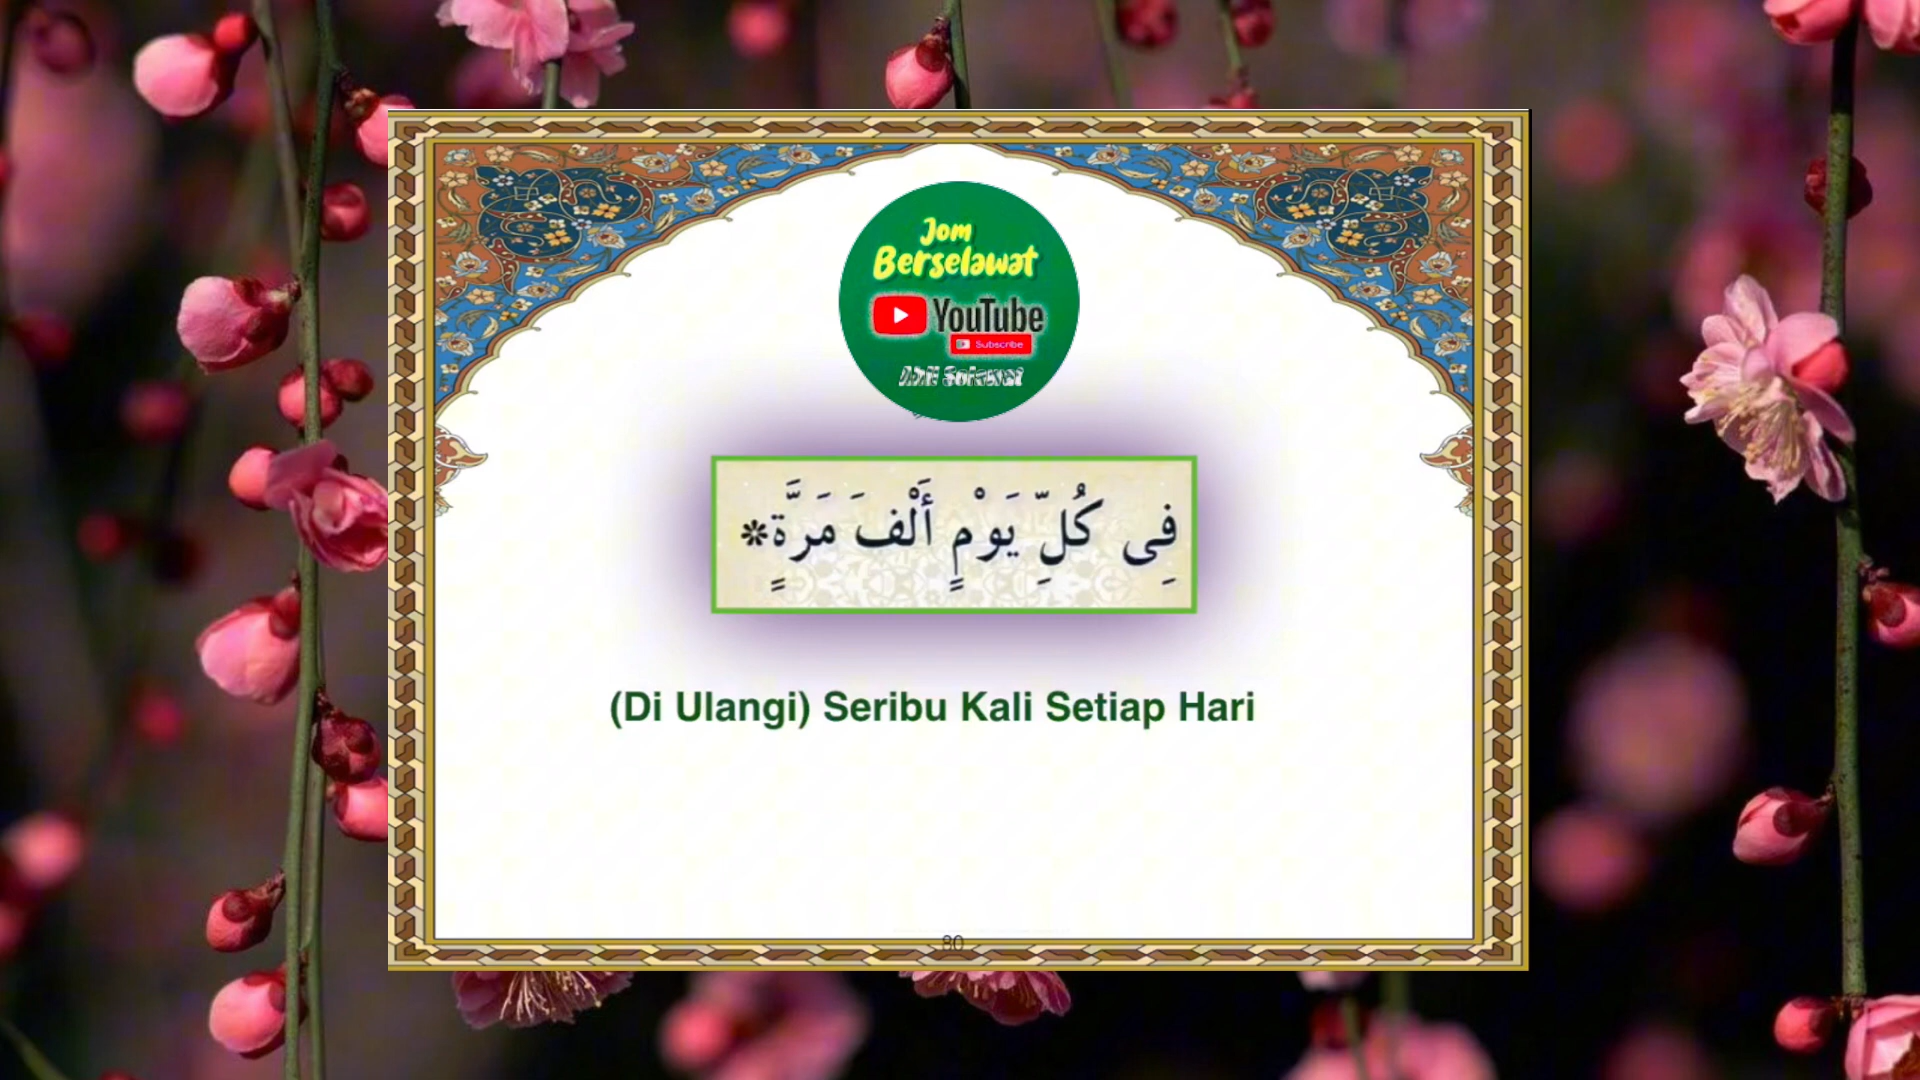 Jom
Berselawat
YouTube
Subscribe
فِى كُلِّ يَوْمٍ أَلْفَ مَرَّةٍ*
(Di Ulangi) Seribu Kali Setiap Hari
80